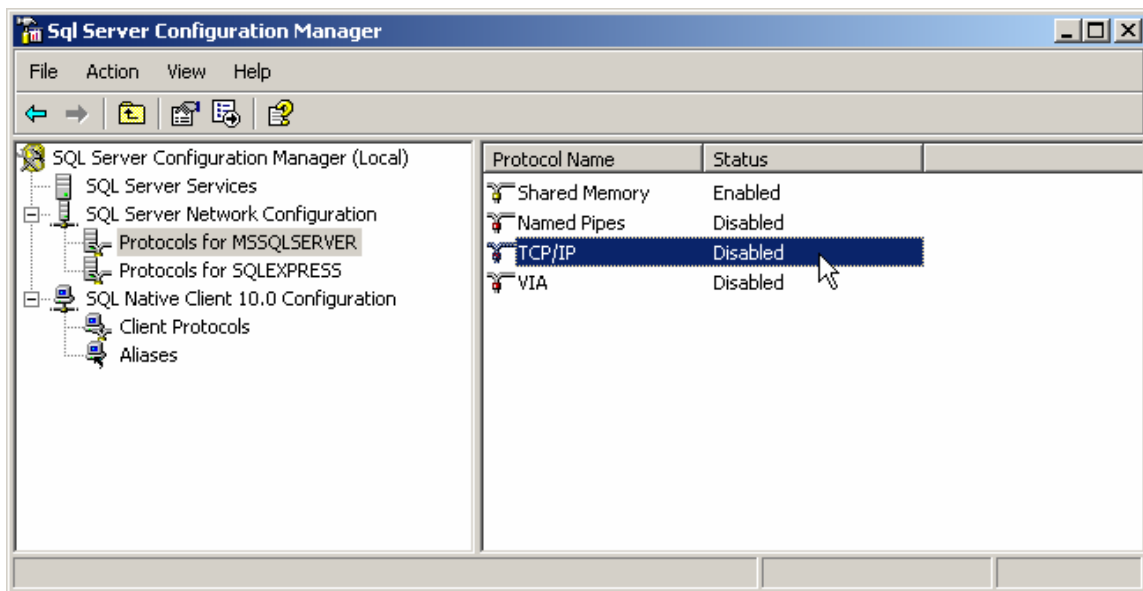 Sql Server Configuration Manager
File Action View Help
SQL Server Configuration Manager (Local)
SQL Server Services
SQL Server Network Configuration
Protocols for MSSQLSERVER
Protocols for SQLEXPRESS
SQL Native Client 10.0 Configuration
Client Protocols
Aliases
Protocol Name Status
Shared Memory Enabled
Named Pipes Disabled
TCP/IP Disabled
VIA Disabled